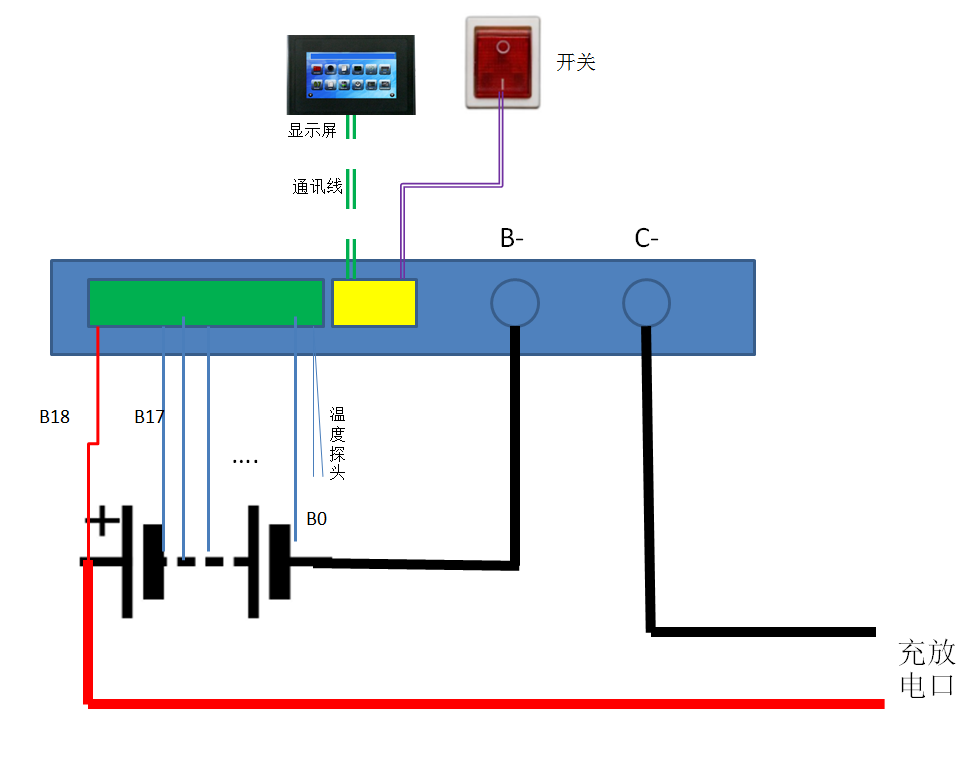 开关
显示屏
通讯线
B-
C-
B18
B17
....
温
度
探
头
B0
充放
电口